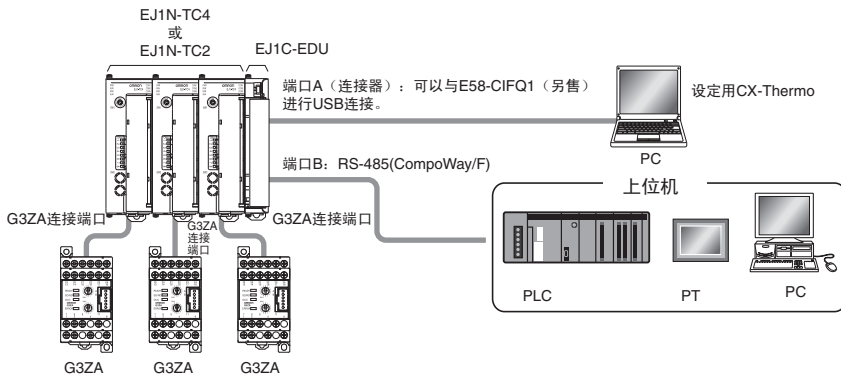 EJ1N-TC4
或
EJ1N-TC2
EJ1C-EDU
端口A（连接器）：可以与E58-CIFQ1（另售）
进行USB连接。
设定用CX-Thermo
PC
端口B：RS-485(CompoWay/F)
上位机
G3ZA连接端口
G3ZA
连接
端口
G3ZA连接端口
PLC
PT
PC
G3ZA
G3ZA
G3ZA